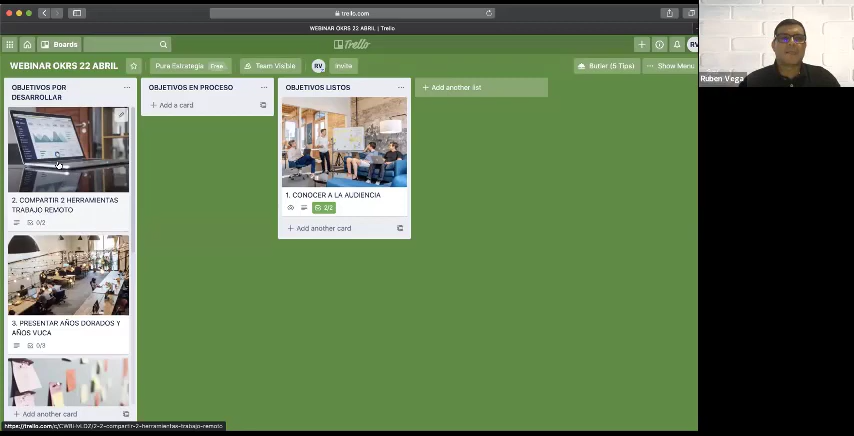 trello.com
WEBINAR OKRS 22 ABRIL | Trello
Boards
Trello
RV
WEBINAR OKRS 22 ABRIL
Pura Estrategia
Free
Team Visible
RV
Invite
Butler (5 Tips)
Show Menu
Ruben Vega
OBJETIVOS POR
DESARROLLAR
2. COMPARTIR 2 HERRAMIENTAS
TRABAJO REMOTO
0/2
3. PRESENTAR AÑOS DORADOS Y
AÑOS VUCA
0/3
+ Add another card
OBJETIVOS EN PROCESO
+ Add a card
OBJETIVOS LISTOS
1. CONOCER A LA AUDIENCIA
2/2
+ Add another card
+ Add another list